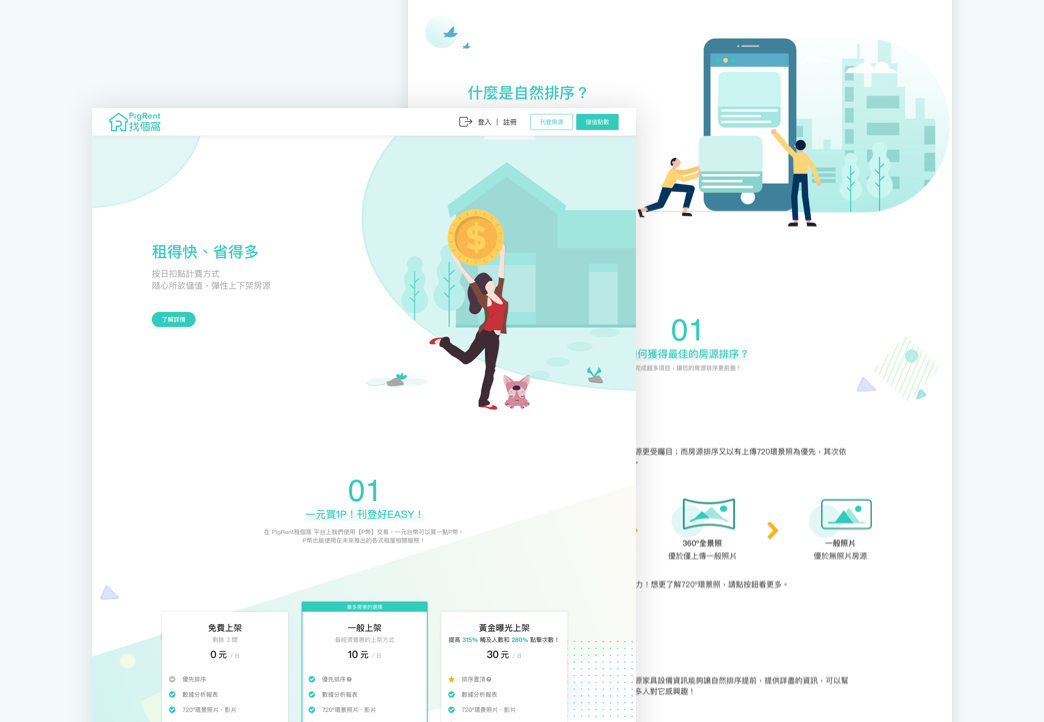 什麼是自然排序？
PigRent
找個窩
登入 | 註冊
刊登房源
儲值點數
租得快、省得多
按日扣點計費方式
隨心所欲儲值，彈性上下架房源
了解詳情
01
何獲得最佳的房源排序？
完成越多項目，讓您的房源排序更前面！
源更受矚目；而房源排序又以有上傳720環景照為優先，其次依
360°全景照
優於僅上傳一般照片
一般照片
優於無照片房源
力！想更了解720°環景照，請點按鈕看更多。
源家具設備資訊能夠讓自然排序提前，提供詳盡的資訊，可以幫
多人對它感興趣！
01
一元買1P！刊登好EASY！
在 PigRent租個窩 平台上我們使用【P幣】交易，一元台幣可以買一點P幣。
P幣也能使用在未來推出的各式租屋相關服務！
免費上架
剩餘 3 間
0 元 / 日
優先排序
數據分析報表
720°環景照片、影片
最多房東的選擇
一般上架
最經濟實惠的上架方式
10 元 / 日
優先排序
數據分析報表
720°環景照片、影片
黃金曝光上架
提高 315% 觸及人數和 280% 點擊次數！
30 元 / 日
排序置頂
數據分析報表
720°環景照片、影片